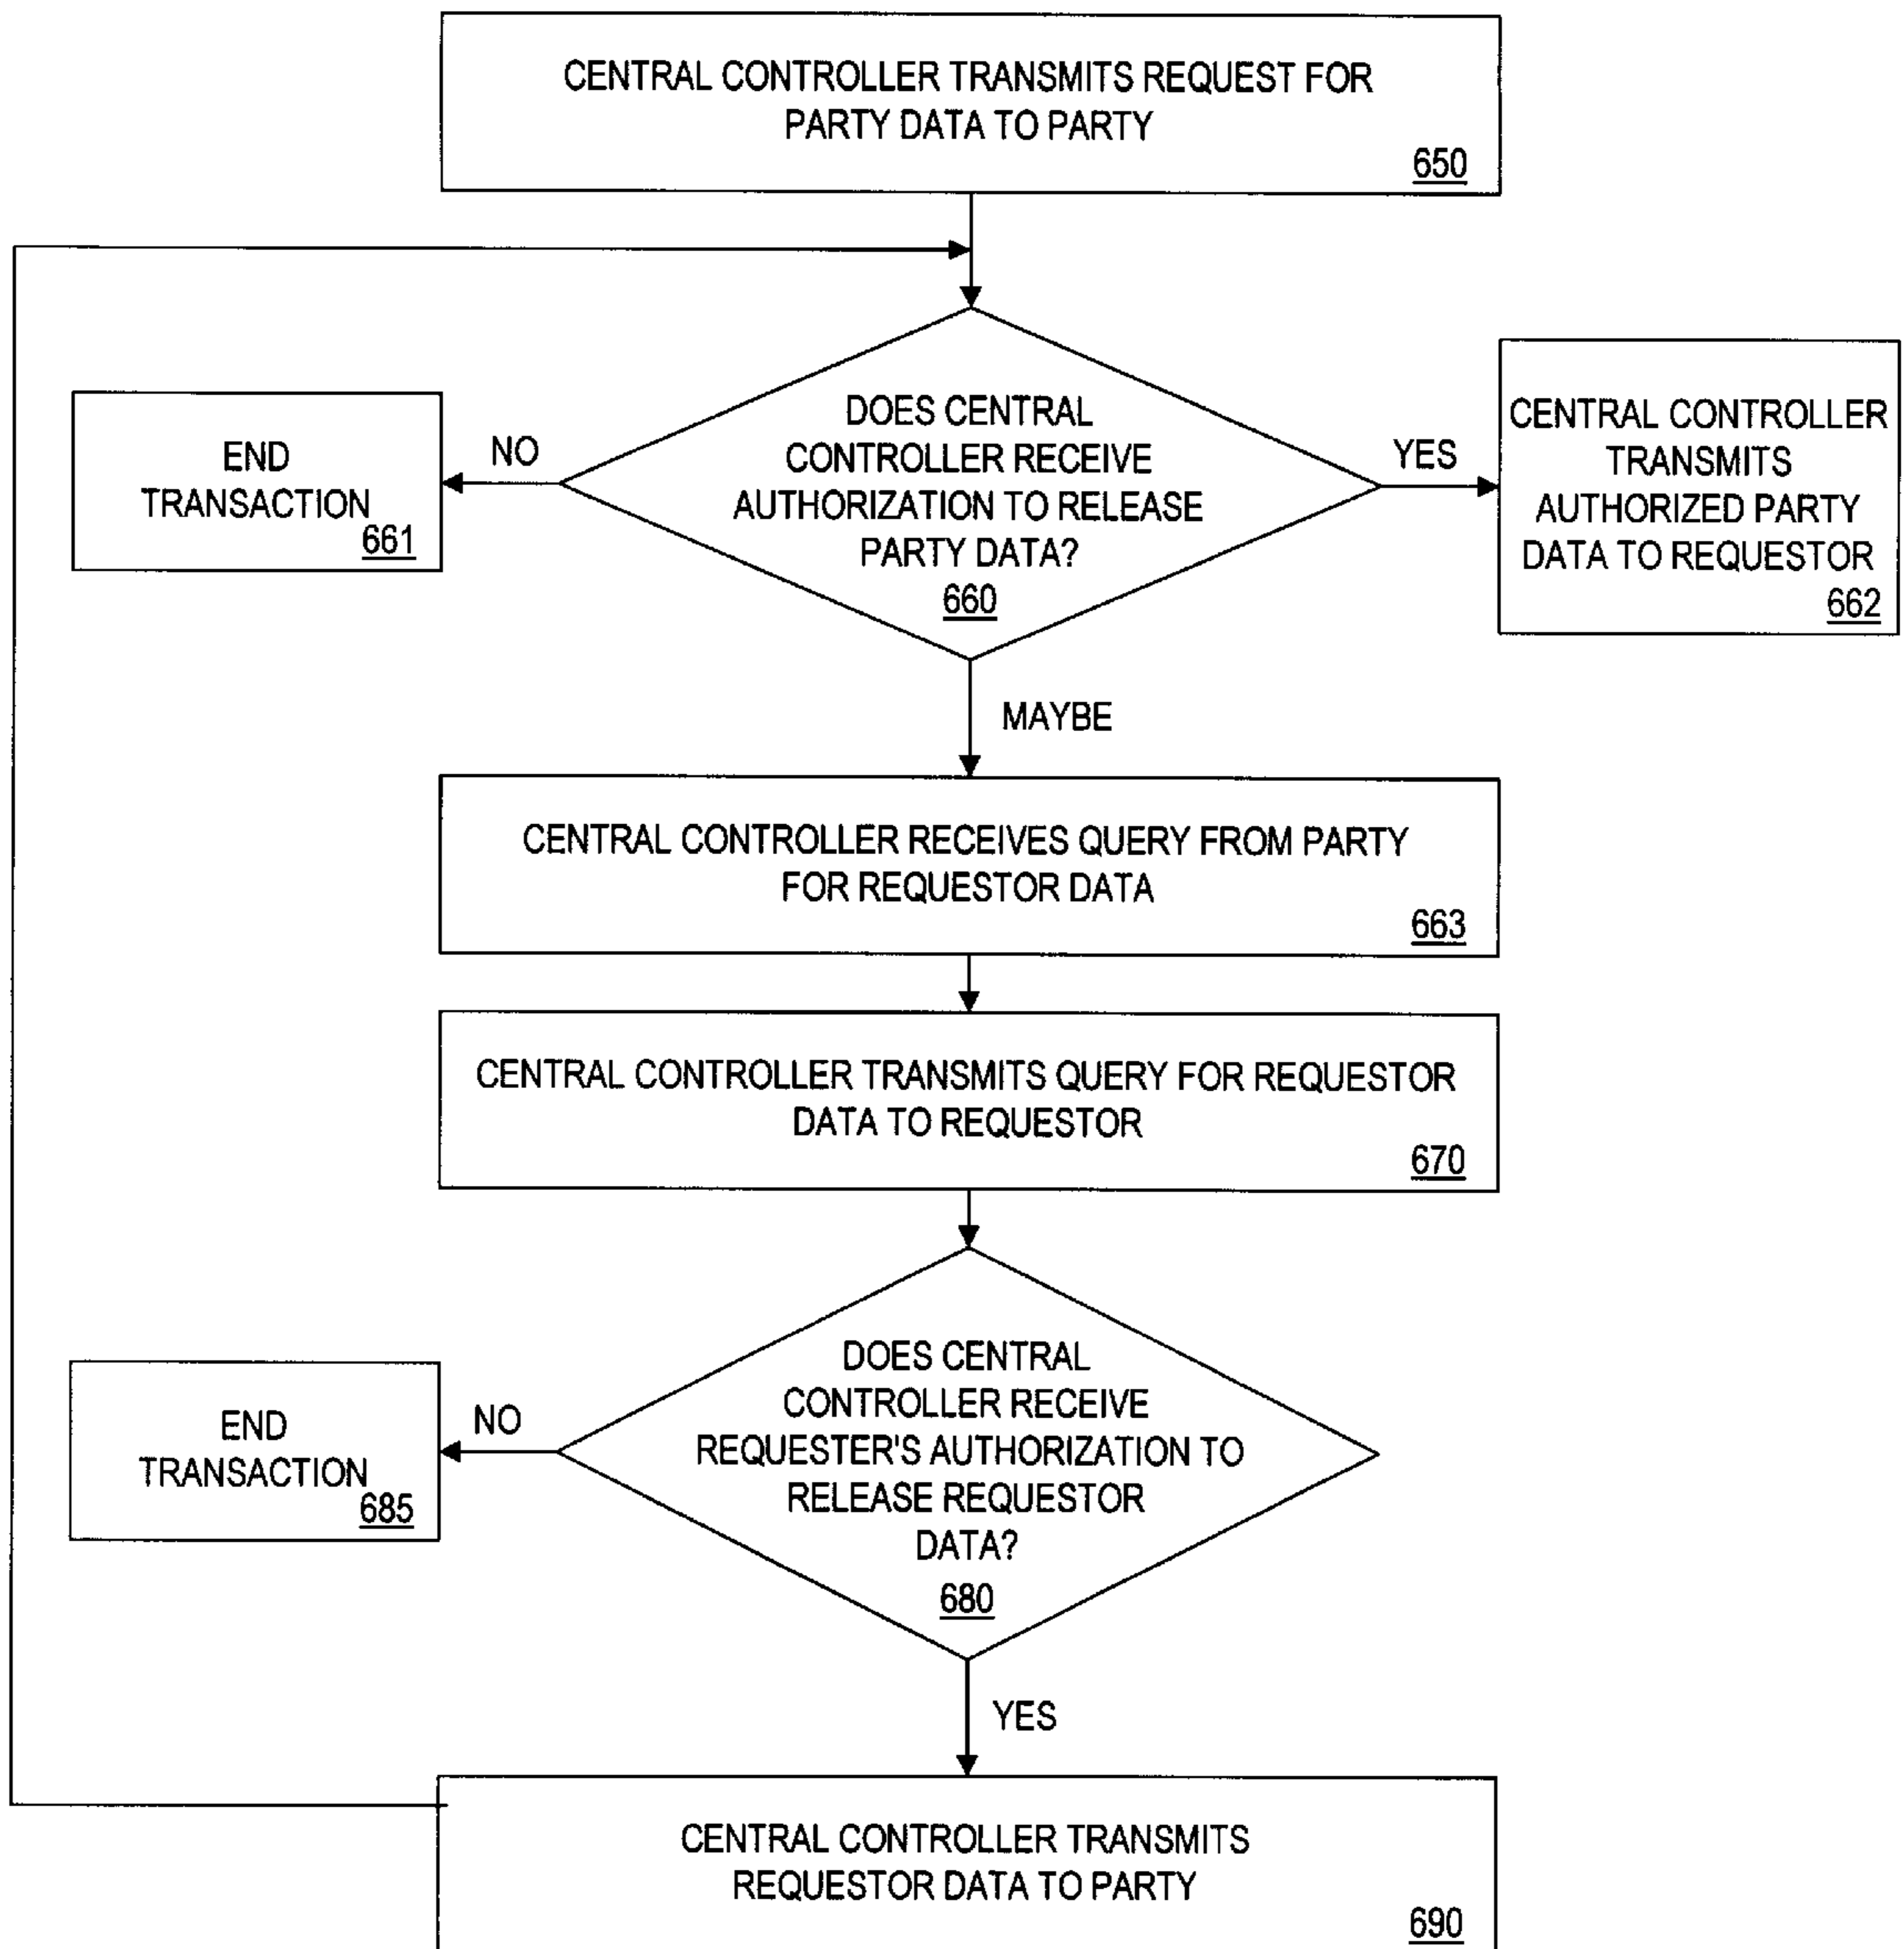 CENTRAL CONTROLLER TRANSMITS REQUEST FOR
PARTY DATA TO PARTY
650
DOES CENTRAL
CONTROLLER RECEIVE
AUTHORIZATION TO RELEASE
PARTY DATA?
660
NO
END
TRANSACTION
661
YES
CENTRAL CONTROLLER
TRANSMITS
AUTHORIZED PARTY
DATA TO REQUESTOR
662
MAYBE
CENTRAL CONTROLLER RECEIVES QUERY FROM PARTY
FOR REQUESTOR DATA
663
CENTRAL CONTROLLER TRANSMITS QUERY FOR REQUESTOR
DATA TO REQUESTOR
670
DOES CENTRAL
CONTROLLER RECEIVE
REQUESTER'S AUTHORIZATION TO
RELEASE REQUESTOR
DATA?
680
NO
END
TRANSACTION
685
YES
CENTRAL CONTROLLER TRANSMITS
REQUESTOR DATA TO PARTY
690